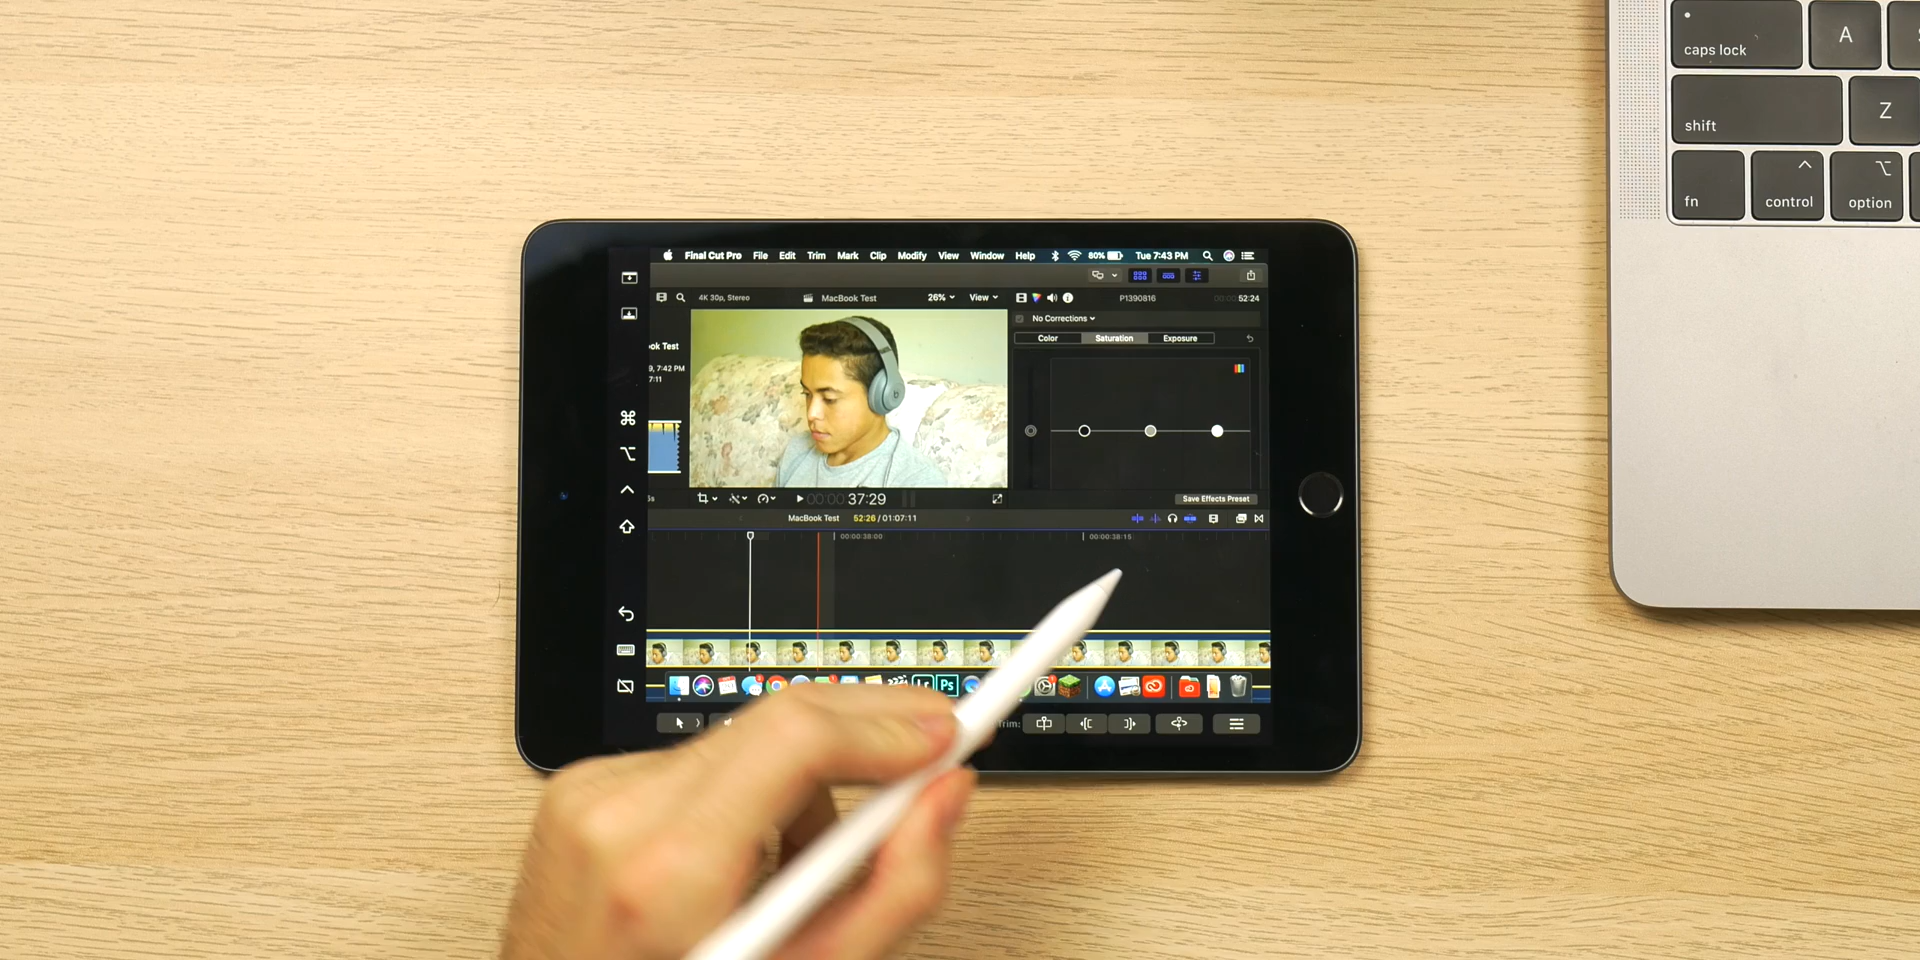 caps lock
A
shift
Z
fn
control
option
Final Cut Pro File Edit Trim Mark Clip Modify View Window Help 80% Tue 7:43 PM
4K 30p, Stereo MacBook Test 26% View P1390816 52:24
No Corrections
ok Test
Color Saturation Exposure
9, 7:42 PM
7:11
37:29
Save Effects Preset
MacBook Test 52:26 / 01:07:11
00:00:38:00 00:00:38:15
Ps